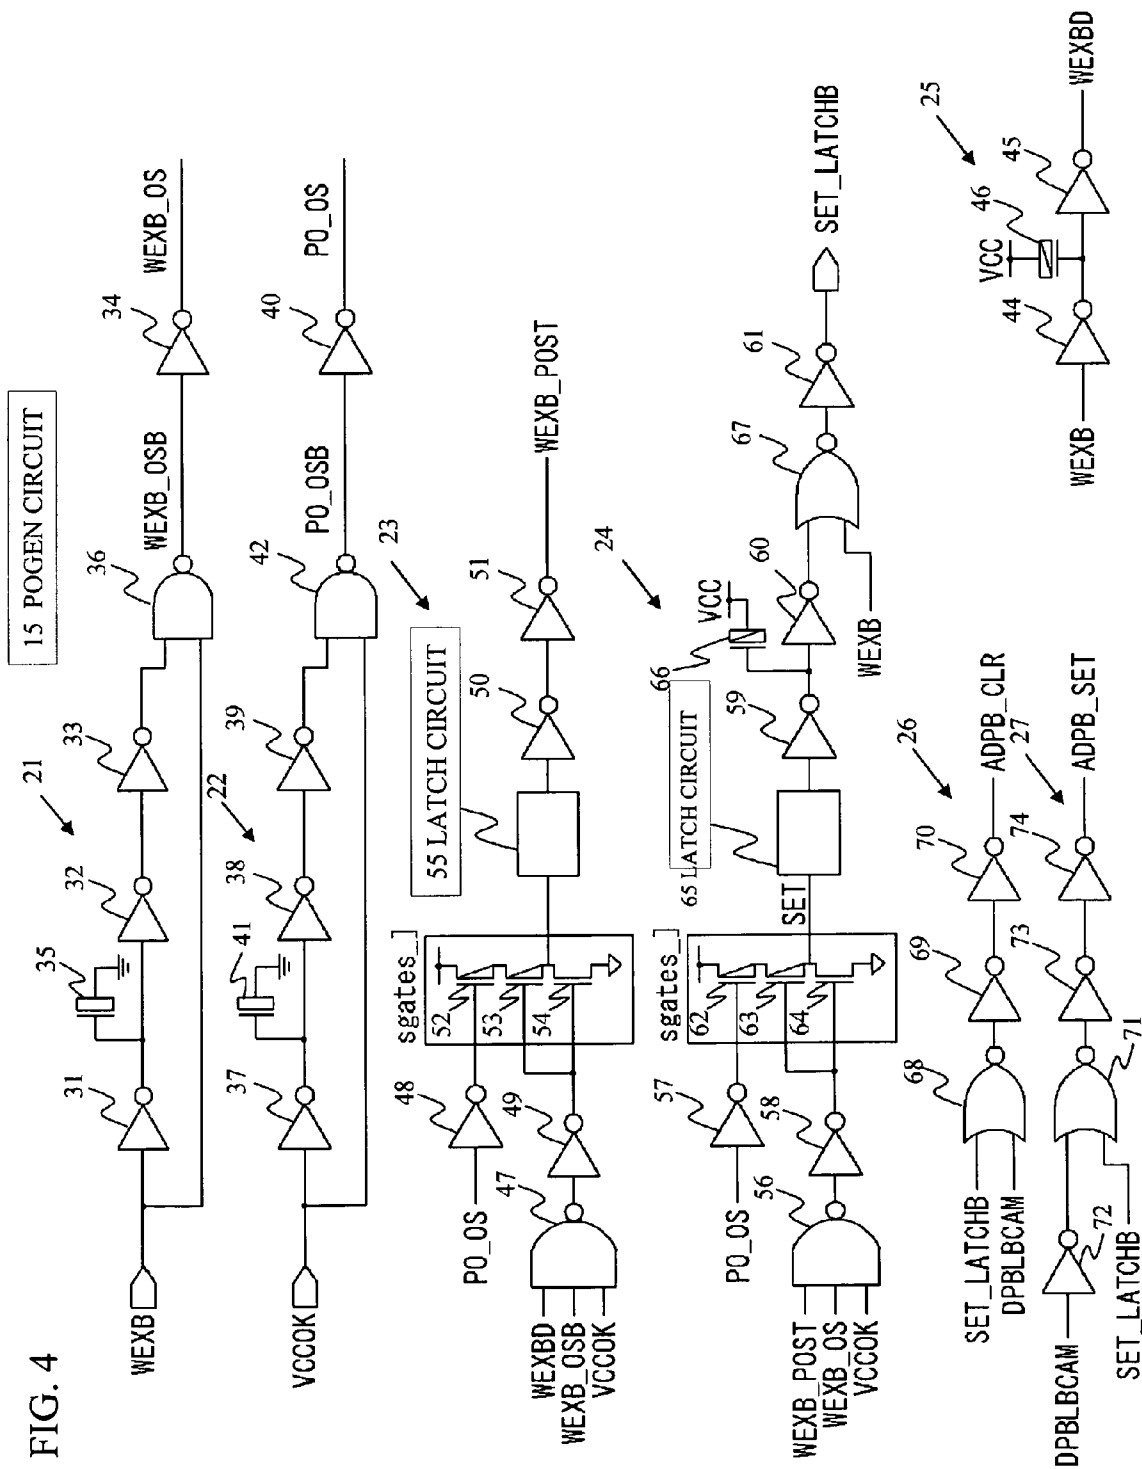 FIG. 4
15 POGEN CIRCUIT
21
35
31
32
33
36
34
WEXB
WEXB_OSB
WEXB_OS
22
41
37
38
39
42
40
VCCOK
PO_OSB
PO_OS
23
55 LATCH CIRCUIT
sgates_]
48
52
53
54
50
51
PO_OS
47
49
WEXB_POST
WEXBD
WEXB_OSB
VCCOK
24
65 LATCH CIRCUIT
66
VCC
sgates_]
57
62
63
64
SET
59
60
67
61
SET_LATCHB
PO_OS
56
58
WEXB
WEXB_POST
WEXB_OS
VCCOK
26
68
69
70
SET_LATCHB
DPBLBCAM
ADPB_CLR
27
71
72
73
74
DPBLBCAM
SET_LATCHB
ADPB_SET
25
VCC
46
44
45
WEXB
WEXBD